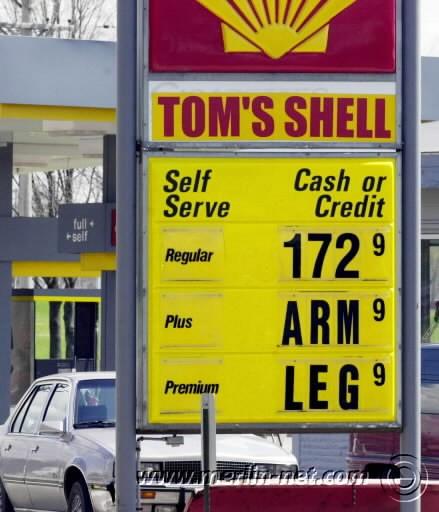 TOM'S SHELL
Self Serve
Cash or Credit
Regular 172 9
Plus ARM 9
Premium LEG 9
full
self
www.merlin-net.com
©